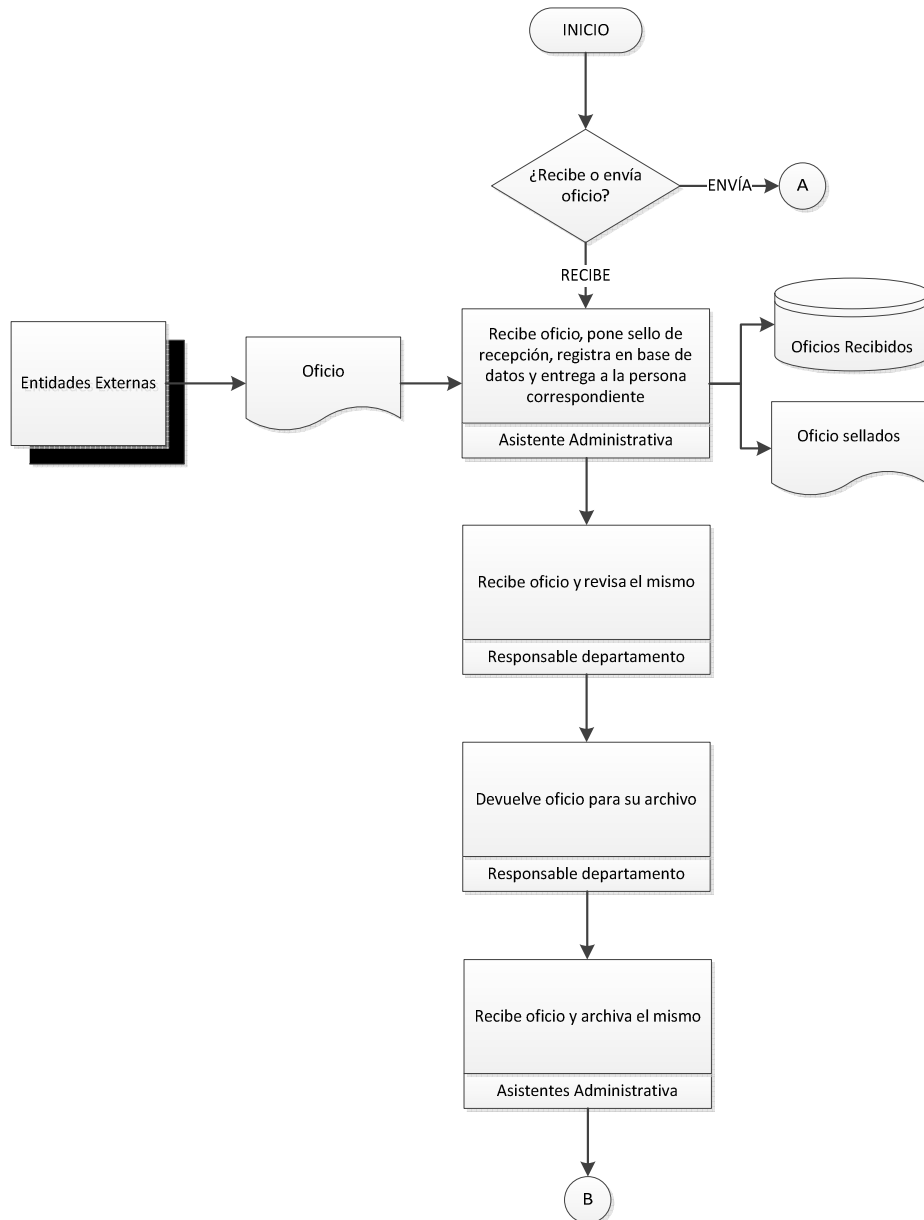 INICIO
¿Recibe o envía
oficio?
ENVÍA
A
RECIBE
Entidades Externas
Oficio
Recibe oficio, pone sello de
recepción, registra en base de
datos y entrega a la persona
correspondiente
Asistente Administrativa
Oficios Recibidos
Oficio sellados
Recibe oficio y revisa el mismo
Responsable departamento
Devuelve oficio para su archivo
Responsable departamento
Recibe oficio y archiva el mismo
Asistentes Administrativa
B